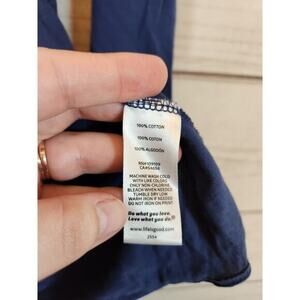 100% COTTON
100% COTON
100% ALGODÓN
RN#109109
CA#54656
MACHINE WASH COLD
WITH LIKE COLORS
ONLY NON-CHLORINE
BLEACH WHEN NEEDED
TUMBLE DRY LOW
WARM IRON IF NEEDED
DO NOT IRON ON PRINT
Do what you love.
Love what you do.®
www.lifeisgood.com
2554